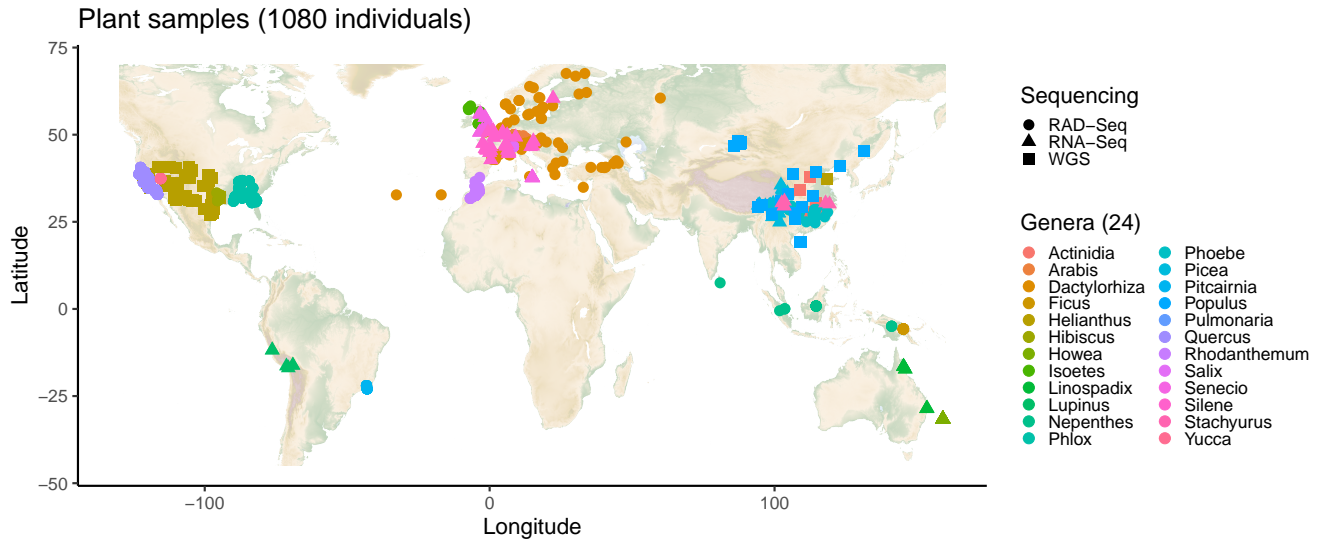 Plant samples (1080 individuals)
75
50
25
0
−25
−50
Latitude
−100
0
100
Longitude
Sequencing
RAD−Seq
RNA−Seq
WGS
Genera (24)
Actinidia
Arabis
Dactylorhiza
Ficus
Helianthus
Hibiscus
Howea
Isoetes
Linospadix
Lupinus
Nepenthes
Phlox
Phoebe
Picea
Pitcairnia
Populus
Pulmonaria
Quercus
Rhodanthemum
Salix
Senecio
Silene
Stachyurus
Yucca